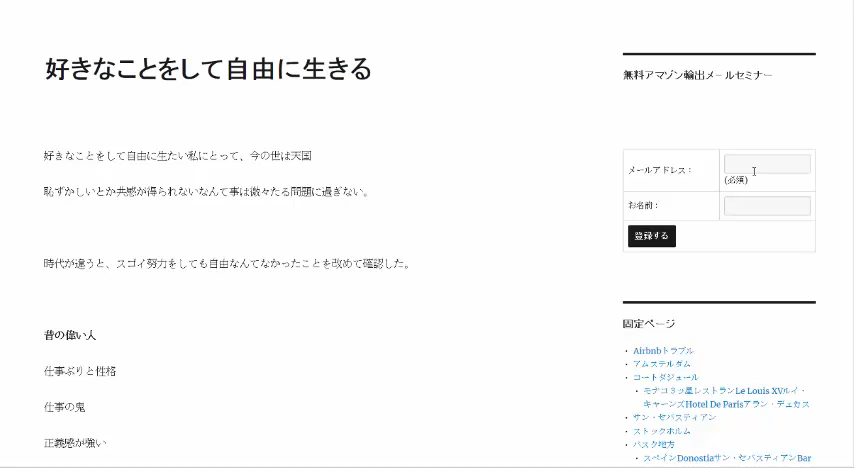 好きなことをして自由に生きる
好きなことをして自由に生たい私にとって、今の世は天国
恥ずかしいとか共感が得られないなんて事は微々たる問題に過ぎない。
時代が違うと、スゴイ努力をしても自由なんてなかったことを改めて確認した。
昔の偉い人
仕事ぶりと性格
仕事の鬼
正義感が強い
無料アマゾン輸出メールセミナー
メールアドレス：
(必須)
お名前：
登録する
固定ページ
・ Airbnbトラブル
・ アムステルダム
・ コートダジュール
・ モナコ３ッ星レストランLe Louis XVルイ・
キャーンズHotel De Parisアラン・デュカス
・ サン・セバスティアン
・ ストックホルム
・ バスク地方
・ スペインDonostiaサン・セバスティアンBar